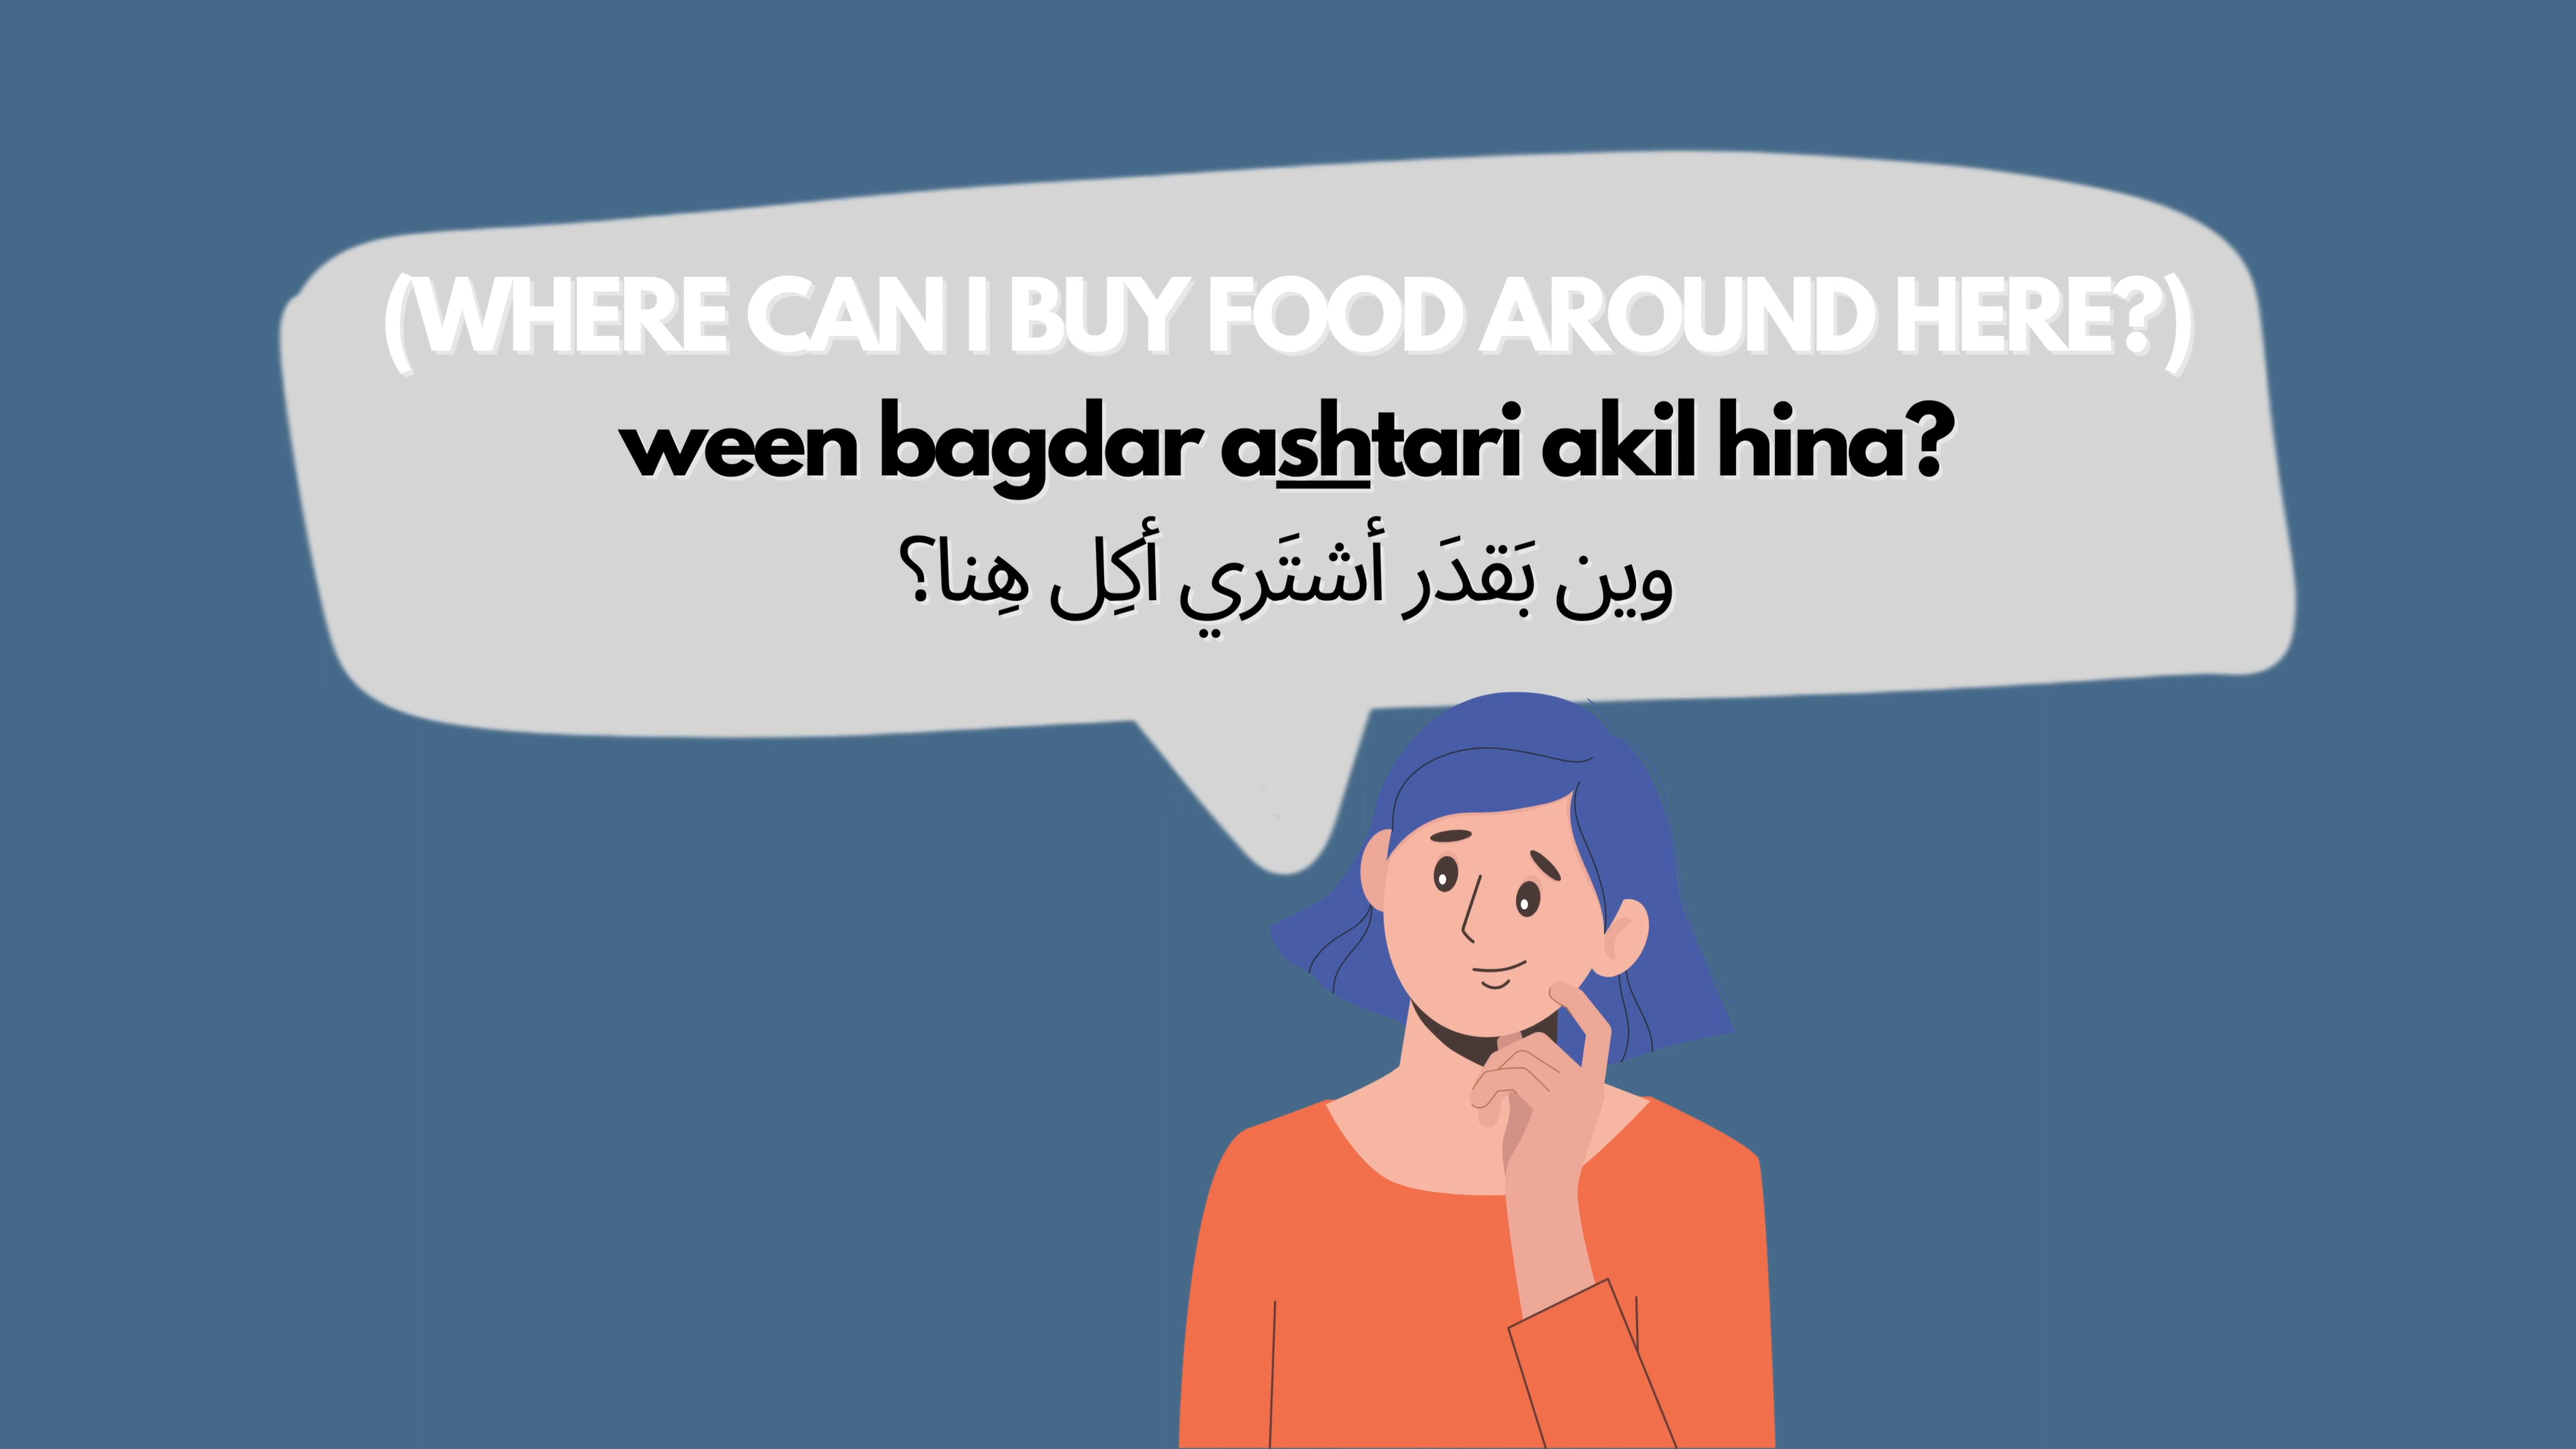 (WHERE CAN I BUY FOOD AROUND HERE?)
ween bagdar ashtari akil hina?
وين بَقدَر أشتَري أكِل هِنا؟